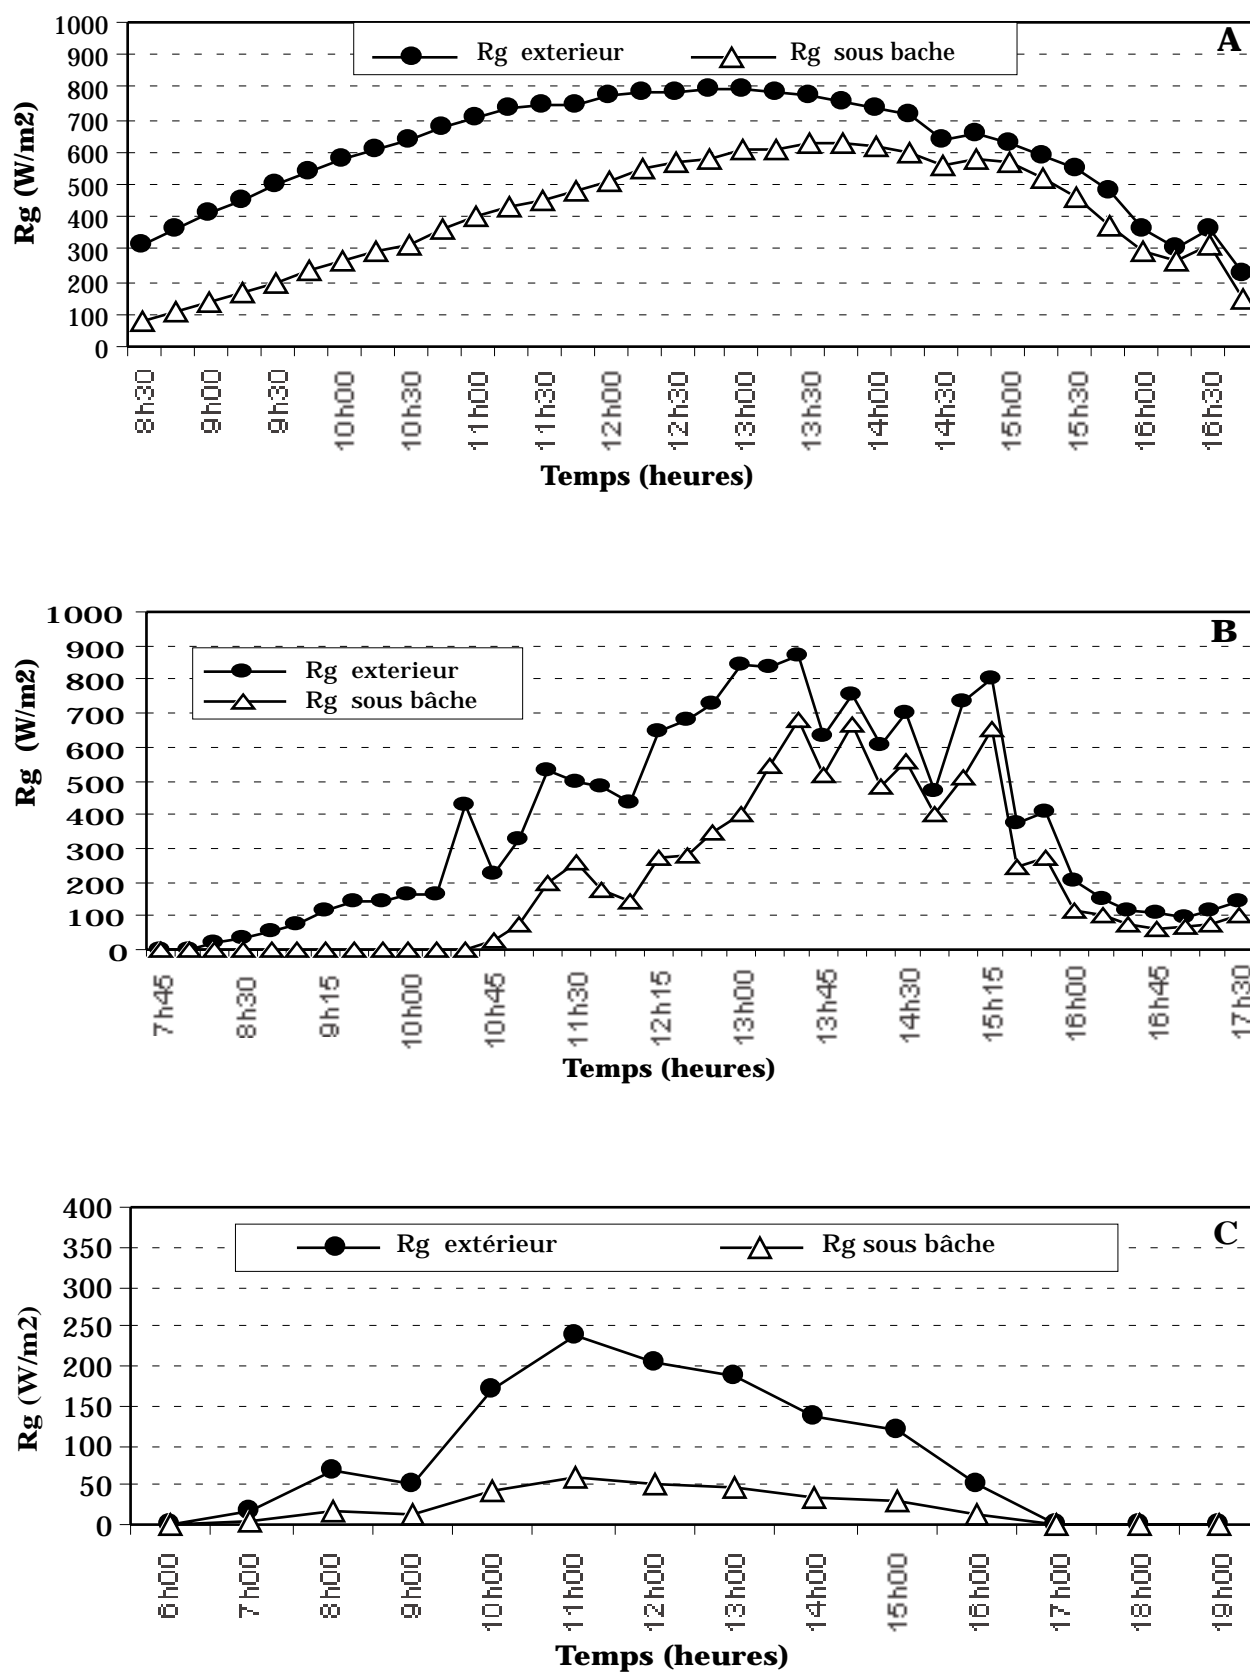 A
Rg exterieur
Rg sous bache
Rg (W/m2)
1000
900
800
700
600
500
400
300
200
100
0
8h30
9h00
9h30
10h00
10h30
11h00
11h30
12h00
12h30
13h00
13h30
14h00
14h30
15h00
15h30
16h00
16h30
Temps (heures)
B
Rg exterieur
Rg sous bâche
Rg (W/m2)
1000
900
800
700
600
500
400
300
200
100
0
7h45
8h30
9h15
10h00
10h45
11h30
12h15
13h00
13h45
14h30
15h15
16h00
16h45
17h30
Temps (heures)
C
Rg extérieur
Rg sous bâche
Rg (W/m2)
400
350
300
250
200
150
100
50
0
6h00
7h00
8h00
9h00
10h00
11h00
12h00
13h00
14h00
15h00
16h00
17h00
18h00
19h00
Temps (heures)